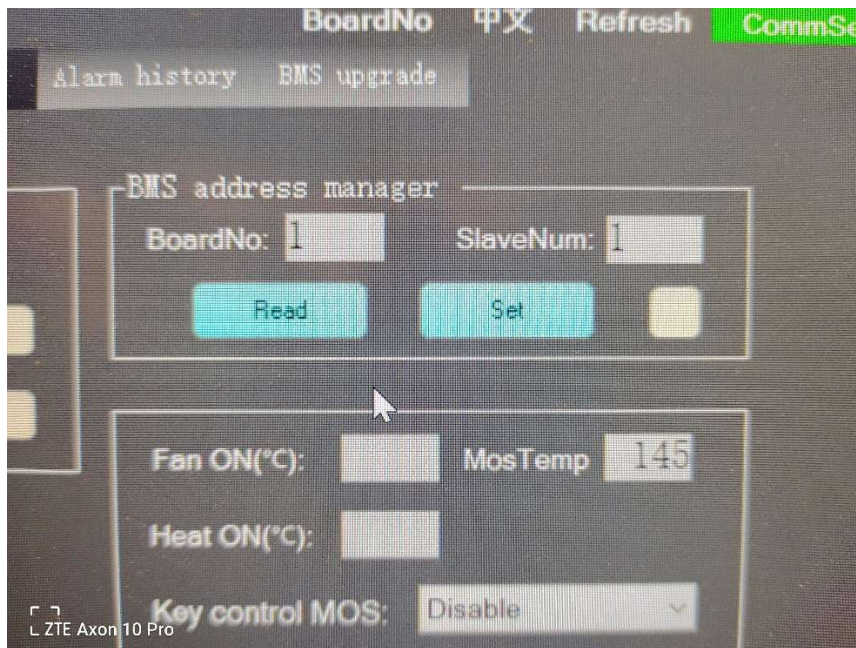 BoardNo 中文 Refresh CommSe
Alarm history BMS upgrade
BMS address manager
BoardNo: 1 SlaveNum: 1
Read Set
Fan ON(°C): MosTemp 145
Heat ON(°C):
Key control MOS: Disable
ZTE Axon 10 Pro